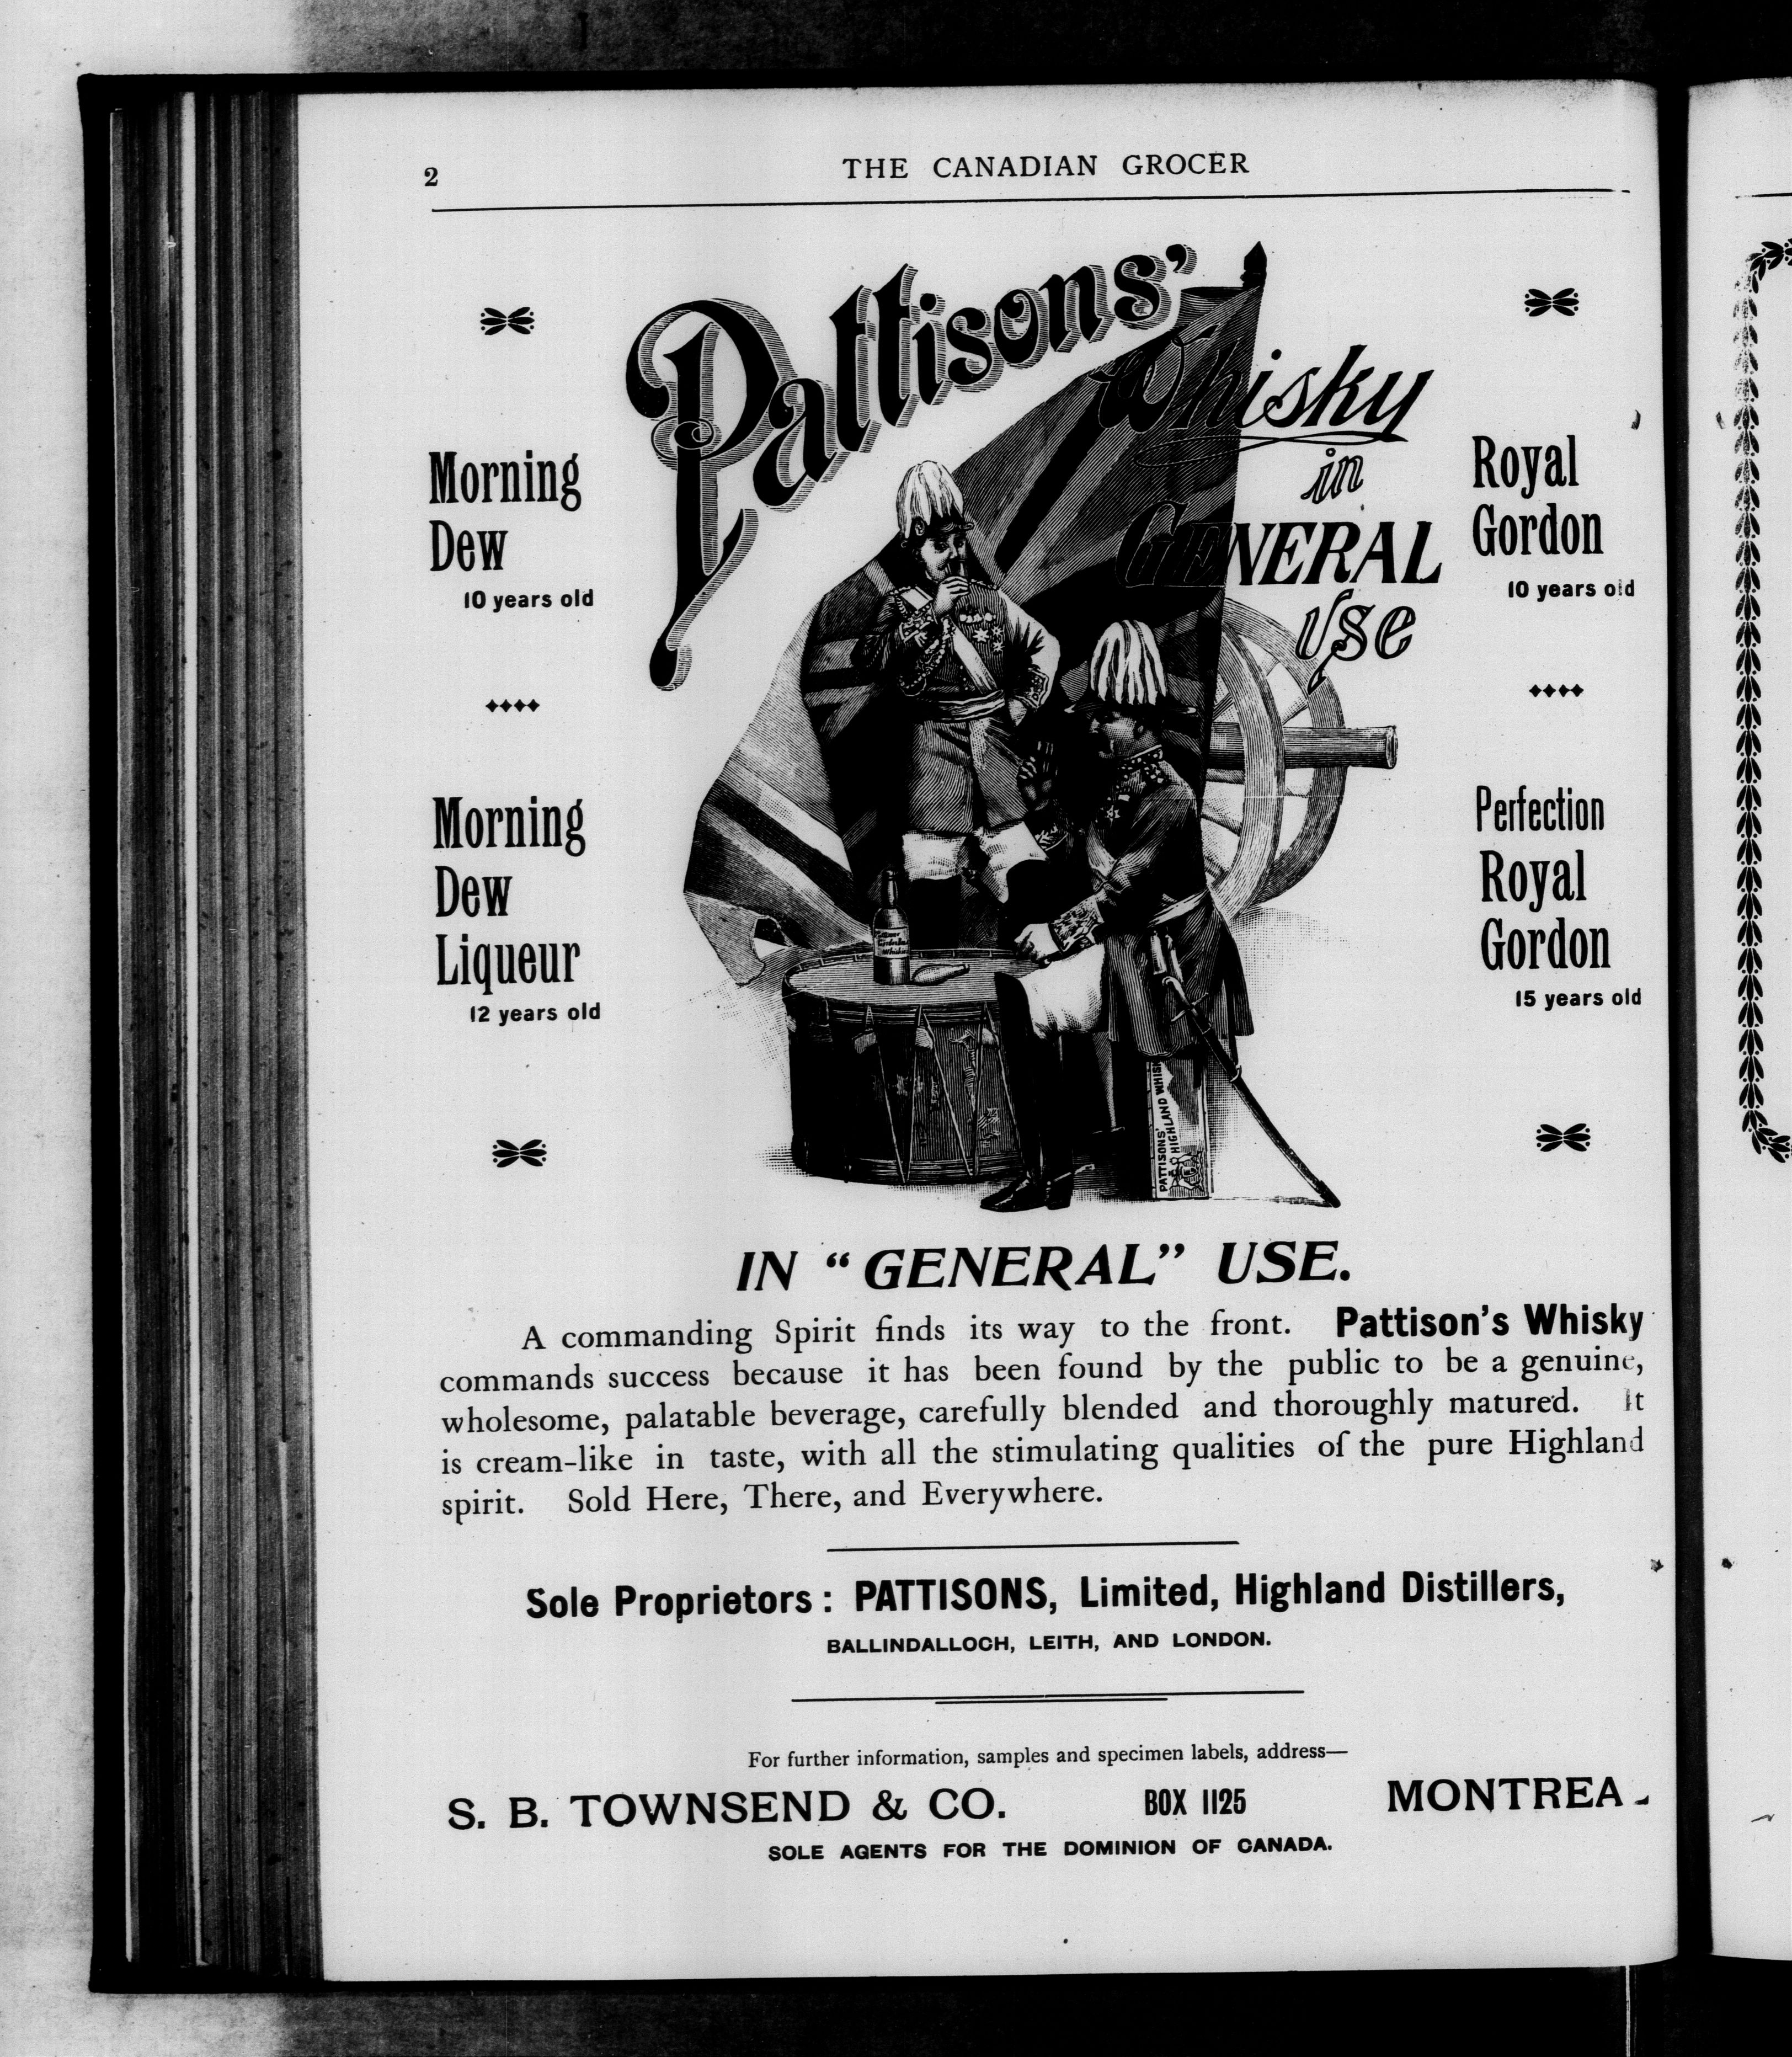 2
THE CANADIAN GROCER
Pattisons'
Whisky
in
GENERAL
Use
Morning
Dew
10 years old
Morning
Dew
Liqueur
12 years old
Royal
Gordon
10 years old
Perfection
Royal
Gordon
15 years old
PATTISONS'
HIGHLAND WHIS
IN "GENERAL" USE.
A commanding Spirit finds its way to the front. Pattison's Whisky
commands success because it has been found by the public to be a genuine,
wholesome, palatable beverage, carefully blended and thoroughly matured. It
is cream-like in taste, with all the stimulating qualities of the pure Highland
spirit. Sold Here, There, and Everywhere.
Sole Proprietors: PATTISONS, Limited, Highland Distillers,
BALLINDALLOCH, LEITH, AND LONDON.
For further information, samples and specimen labels, address—
S. B. TOWNSEND & CO. BOX 1125 MONTREA
SOLE AGENTS FOR THE DOMINION OF CANADA.